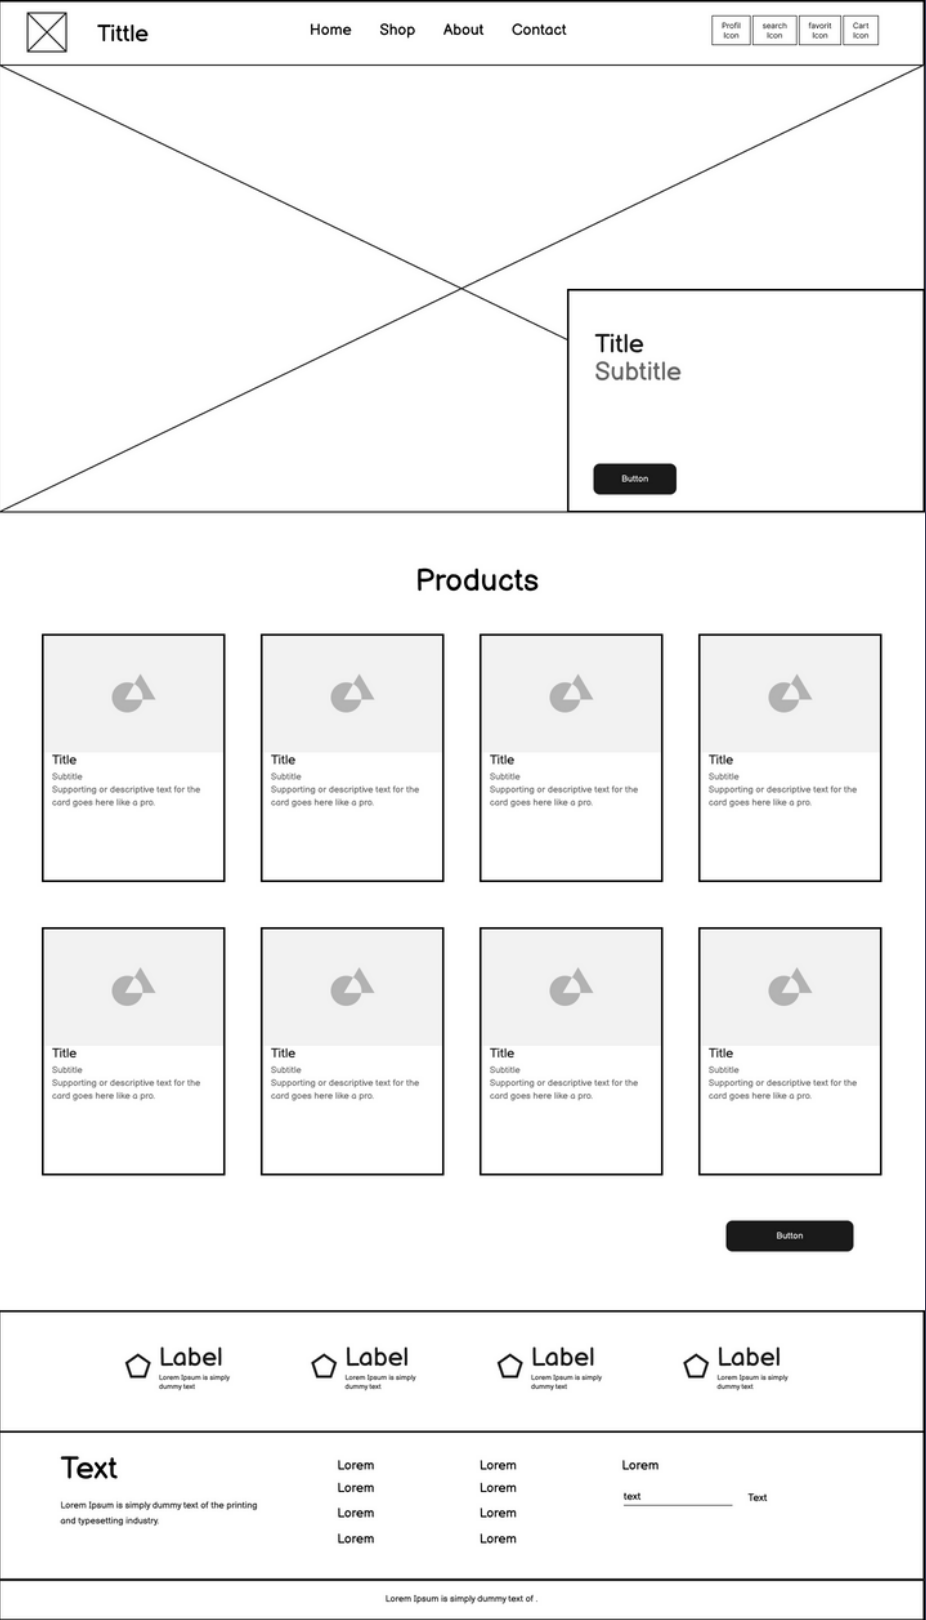 Tittle
Home Shop About Contact
Profil Icon
search Icon
favorit Icon
Cart Icon
Title
Subtitle
Button
Products
Title
Subtitle
Supporting or descriptive text for the
card goes here like a pro.
Title
Subtitle
Supporting or descriptive text for the
card goes here like a pro.
Title
Subtitle
Supporting or descriptive text for the
card goes here like a pro.
Title
Subtitle
Supporting or descriptive text for the
card goes here like a pro.
Title
Subtitle
Supporting or descriptive text for the
card goes here like a pro.
Title
Subtitle
Supporting or descriptive text for the
card goes here like a pro.
Title
Subtitle
Supporting or descriptive text for the
card goes here like a pro.
Title
Subtitle
Supporting or descriptive text for the
card goes here like a pro.
Button
Label
Lorem Ipsum is simply
dummy text
Label
Lorem Ipsum is simply
dummy text
Label
Lorem Ipsum is simply
dummy text
Label
Lorem Ipsum is simply
dummy text
Text
Lorem Ipsum is simply dummy text of the printing
and typesetting industry.
Lorem
Lorem
Lorem
Lorem
Lorem
Lorem
Lorem
Lorem
Lorem
text Text
Lorem Ipsum is simply dummy text of .